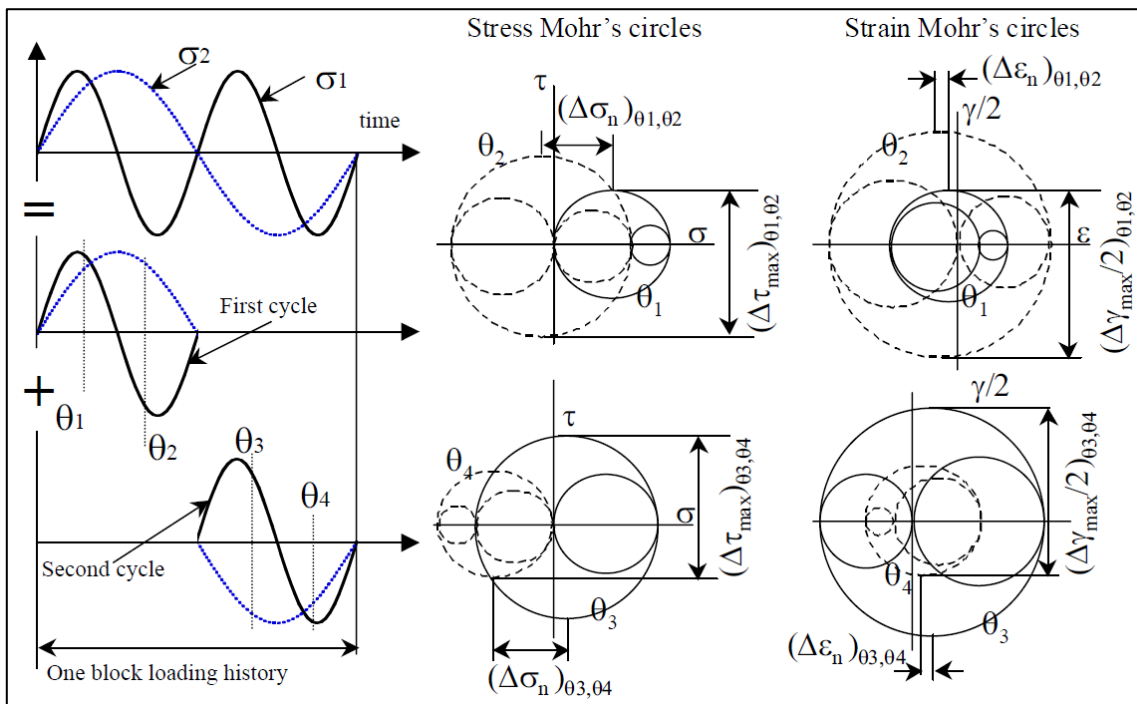 Stress Mohr's circles
Strain Mohr's circles
σ2
σ1
time
=
First cycle
+
θ1
θ2
θ3
θ4
Second cycle
One block loading history
τ
(Δσn)θ1,θ2
θ2
σ
θ1
(Δτmax)θ1,θ2
(Δεn)θ1,θ2
γ/2
θ2
ε
θ1
(Δγmax/2)θ1,θ2
τ
θ4
σ
θ3
(Δτmax)θ3,θ4
(Δσn)θ3,θ4
γ/2
θ4
θ3
(Δγmax/2)θ3,θ4
(Δεn)θ3,θ4